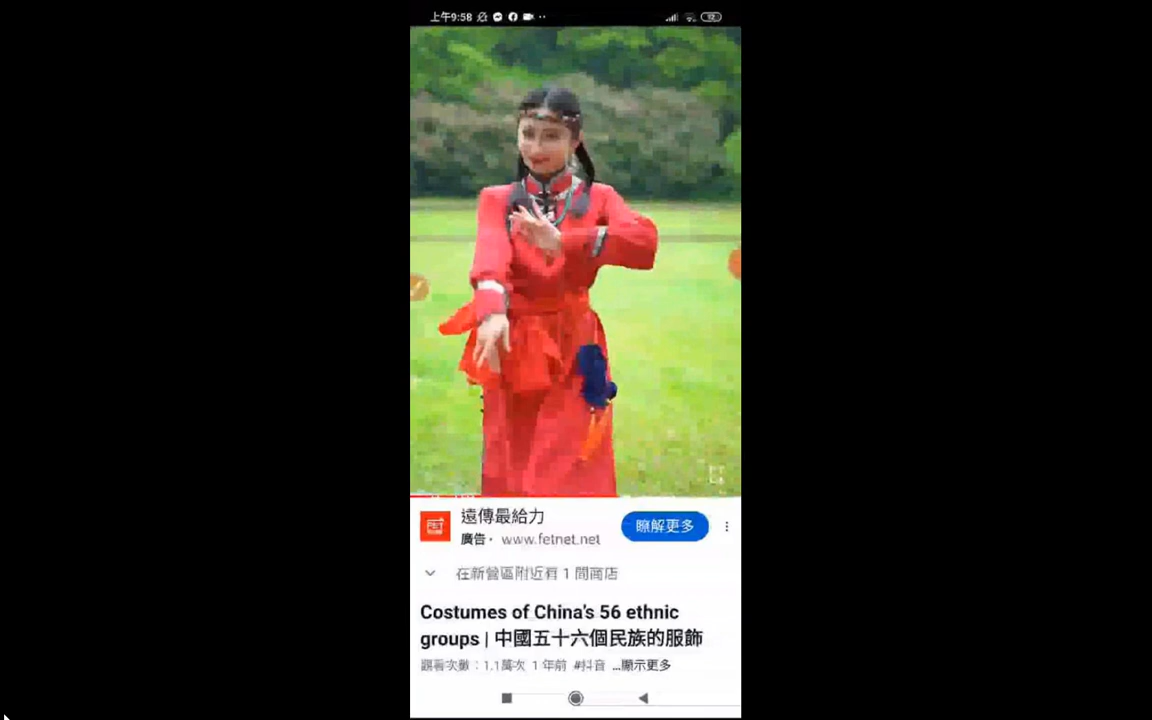 上午9:58
遠傳最給力
廣告· www.fetnet.net
瞭解更多
在新營區附近有 1 間商店
Costumes of China's 56 ethnic
groups | 中國五十六個民族的服飾
觀看次數：1.1萬次 1 年前 #抖音 ...顯示更多